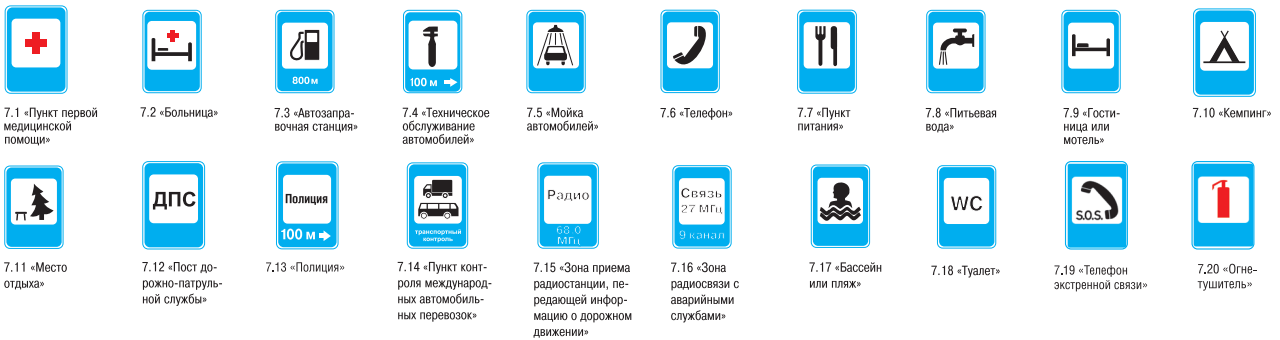 800 м
100 м
7.1 «Пункт первой
медицинской
помощи»
7.2 «Больница»
7.3 «Автозапра-
вочная станция»
7.4 «Техническое
обслуживание
автомобилей»
7.5 «Мойка
автомобилей»
7.6 «Телефон»
7.7 «Пункт
питания»
7.8 «Питьевая
вода»
7.9 «Гости-
ница или
мотель»
7.10 «Кемпинг»
ДПС
Полиция
100 м
транспортный
контроль
Радио
68.0
МГц
Связь
27 МГц
9 канал
WC
S.O.S.
7.11 «Место
отдыха»
7.12 «Пост до-
рожно-патруль-
ной службы»
7.13 «Полиция»
7.14 «Пункт конт-
роля международ-
ных автомобиль-
ных перевозок»
7.15 «Зона приема
радиостанции, пе-
редающей инфор-
мацию о дорожном
движении»
7.16 «Зона
радиосвязи с
аварийными
службами»
7.17 «Бассейн
или пляж»
7.18 «Туалет»
7.19 «Телефон
экстренной связи»
7.20 «Огне-
тушитель»